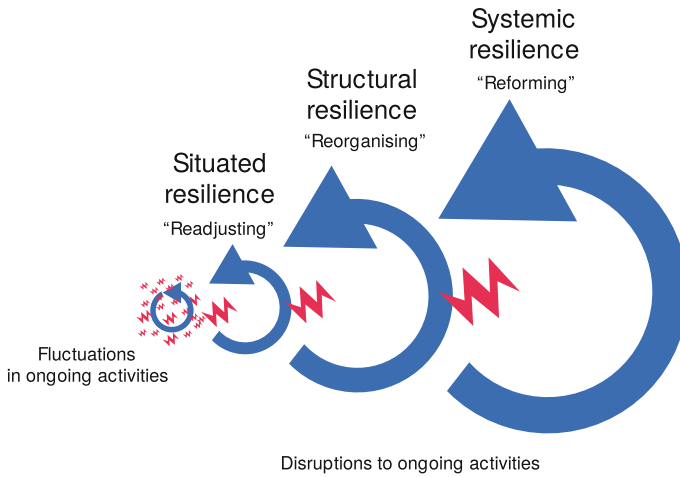 Systemic
resilience
“Reforming”
Structural
resilience
“Reorganising”
Situated
resilience
“Readjusting”
Fluctuations
in ongoing activities
Disruptions to ongoing activities